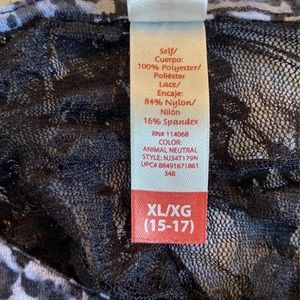 Self/
Cuerpo:
100% Polyester/
Poliéster
Lace/
Encaje:
84% Nylon/
Nilón
16% Spandex
RN# 114068
COLOR:
ANIMAL NEUTRAL
STYLE: NJ34T179N
UPC# 88491871861
348
XL/XG
(15-17)